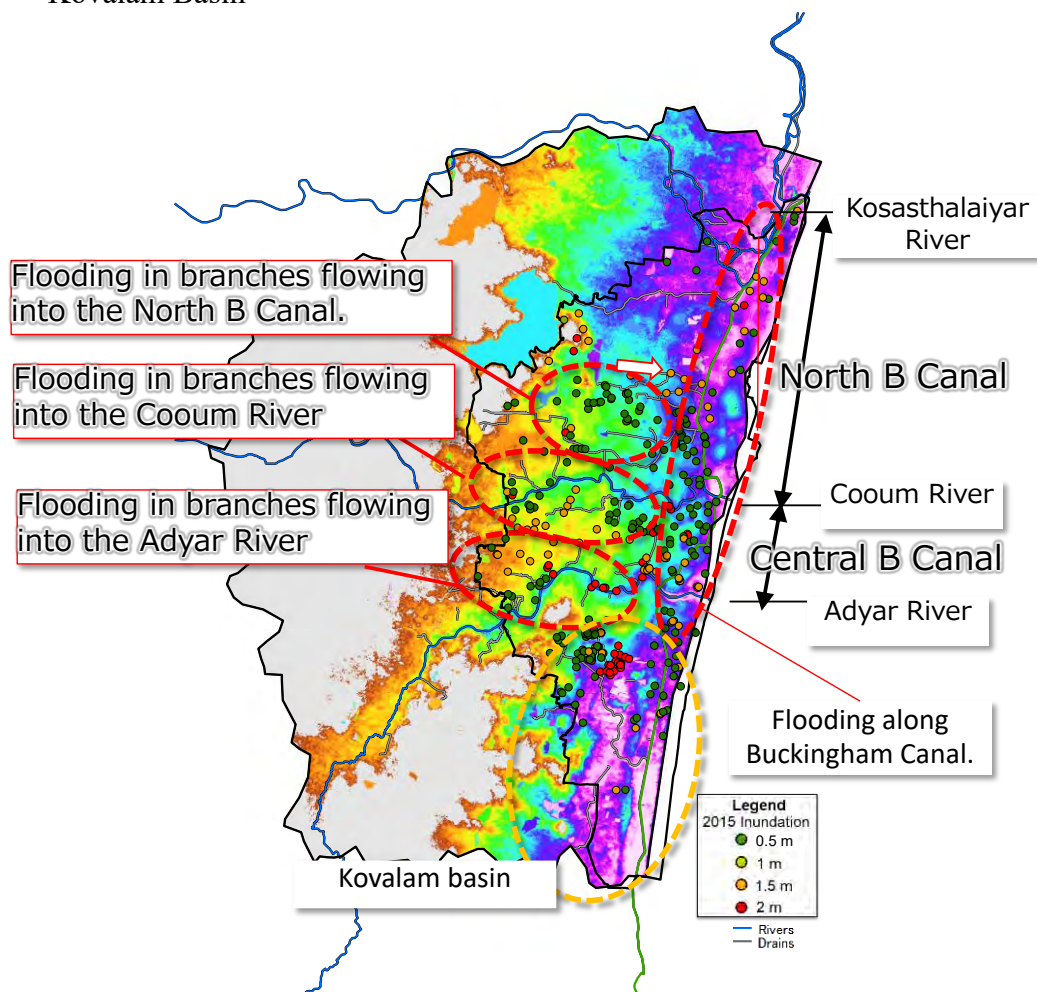 Kovalam Basin
Kosasthalaiyar
River
Flooding in branches flowing
into the North B Canal.
North B Canal
Flooding in branches flowing
into the Cooum River
Cooum River
Flooding in branches flowing
into the Adyar River
Central B Canal
Adyar River
Flooding along
Buckingham Canal.
Legend
2015 Inundation
0.5 m
1 m
1.5 m
2 m
Rivers
Drains
Kovalam basin